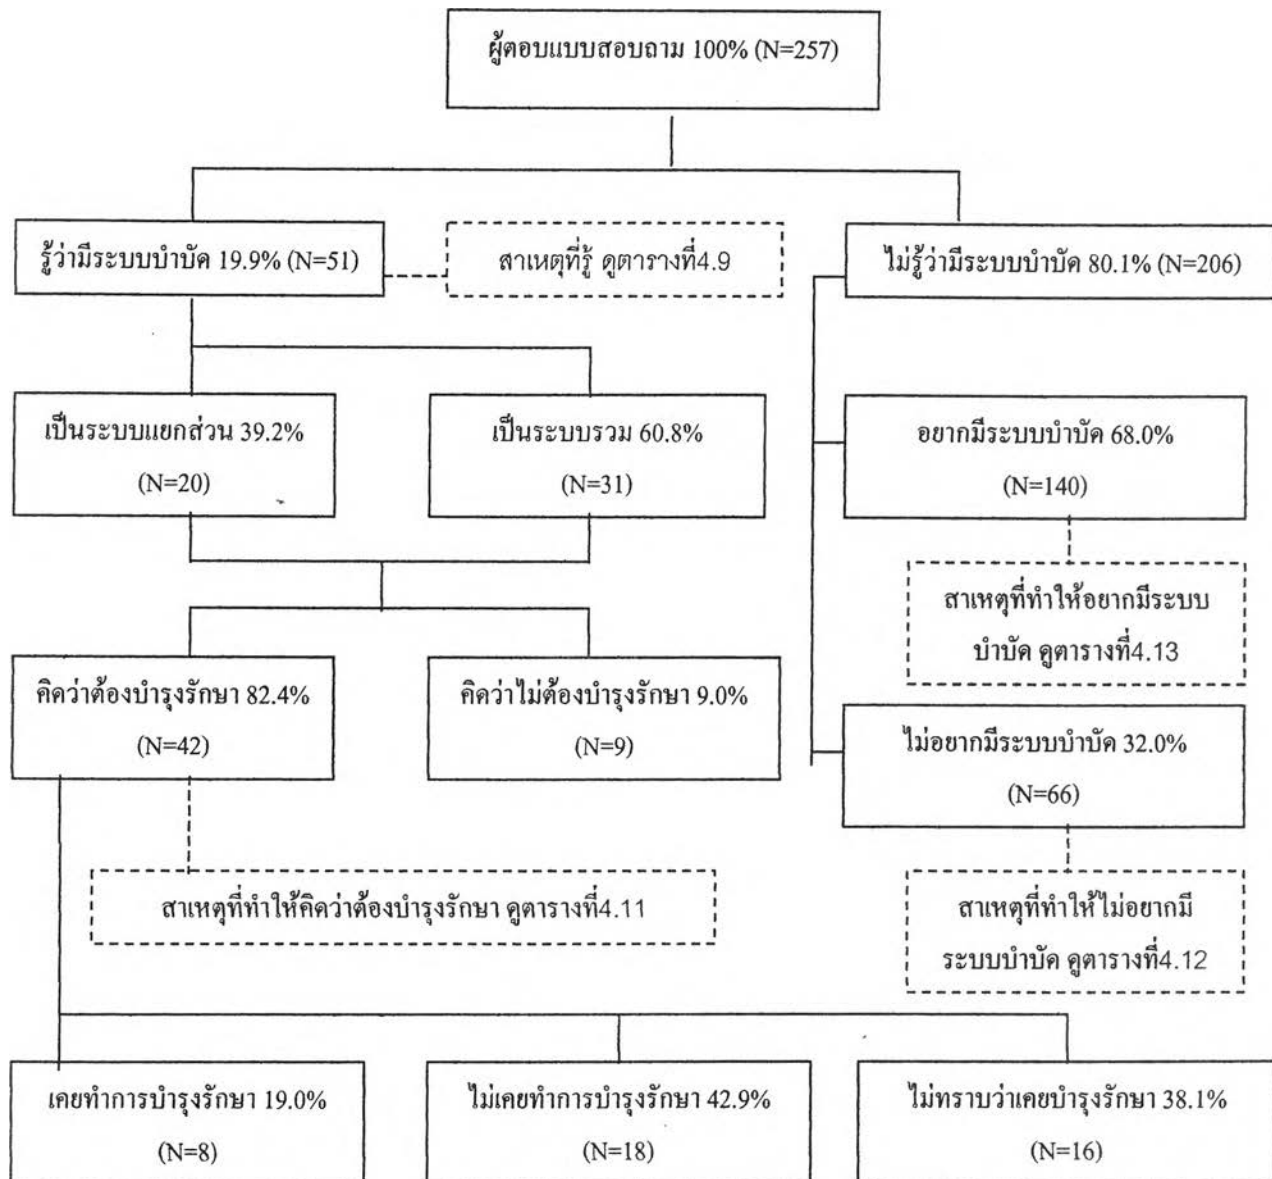 ผู้ตอบแบบสอบถาม 100% (N=257)
รู้ว่ามีระบบบำบัด 19.9% (N=51)
สาเหตุที่รู้ ดูตารางที่4.9
ไม่รู้ว่ามีระบบบำบัด 80.1% (N=206)
เป็นระบบแยกส่วน 39.2%
(N=20)
เป็นระบบรวม 60.8%
(N=31)
อยากมีระบบบำบัด 68.0%
(N=140)
สาเหตุที่ทำให้อยากมีระบบ
บำบัด ดูตารางที่4.13
คิดว่าต้องบำรุงรักษา 82.4%
(N=42)
คิดว่าไม่ต้องบำรุงรักษา 9.0%
(N=9)
ไม่อยากมีระบบบำบัด 32.0%
(N=66)
สาเหตุที่ทำให้คิดว่าต้องบำรุงรักษา ดูตารางที่4.11
สาเหตุที่ทำให้ไม่อยากมี
ระบบบำบัด ดูตารางที่4.12
เคยทำการบำรุงรักษา 19.0%
(N=8)
ไม่เคยทำการบำรุงรักษา 42.9%
(N=18)
ไม่ทราบว่าเคยบำรุงรักษา 38.1%
(N=16)